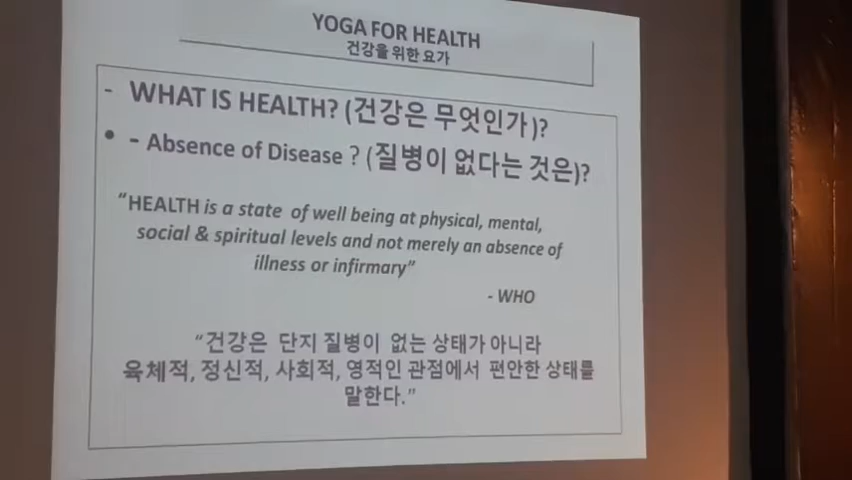 YOGA FOR HEALTH
건강을 위한 요가
- WHAT IS HEALTH? (건강은 무엇인가)?
• - Absence of Disease ? (질병이 없다는 것은)?
“HEALTH is a state of well being at physical, mental,
social & spiritual levels and not merely an absence of
illness or infirmary”
- WHO
“건강은 단지 질병이 없는 상태가 아니라
육체적, 정신적, 사회적, 영적인 관점에서 편안한 상태를
말한다.”